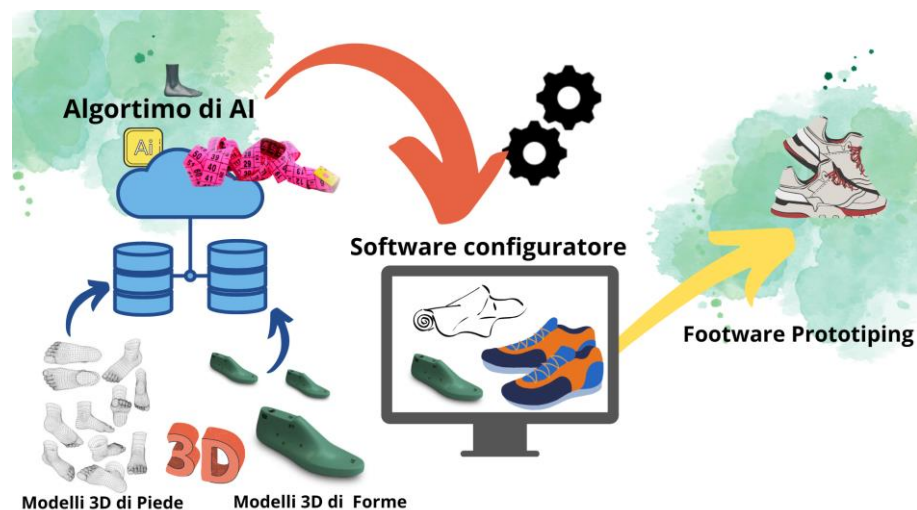 Algortimo di AI
Ai
Software configuratore
Footware Prototiping
3D
Modelli 3D di Piede
Modelli 3D di Forme